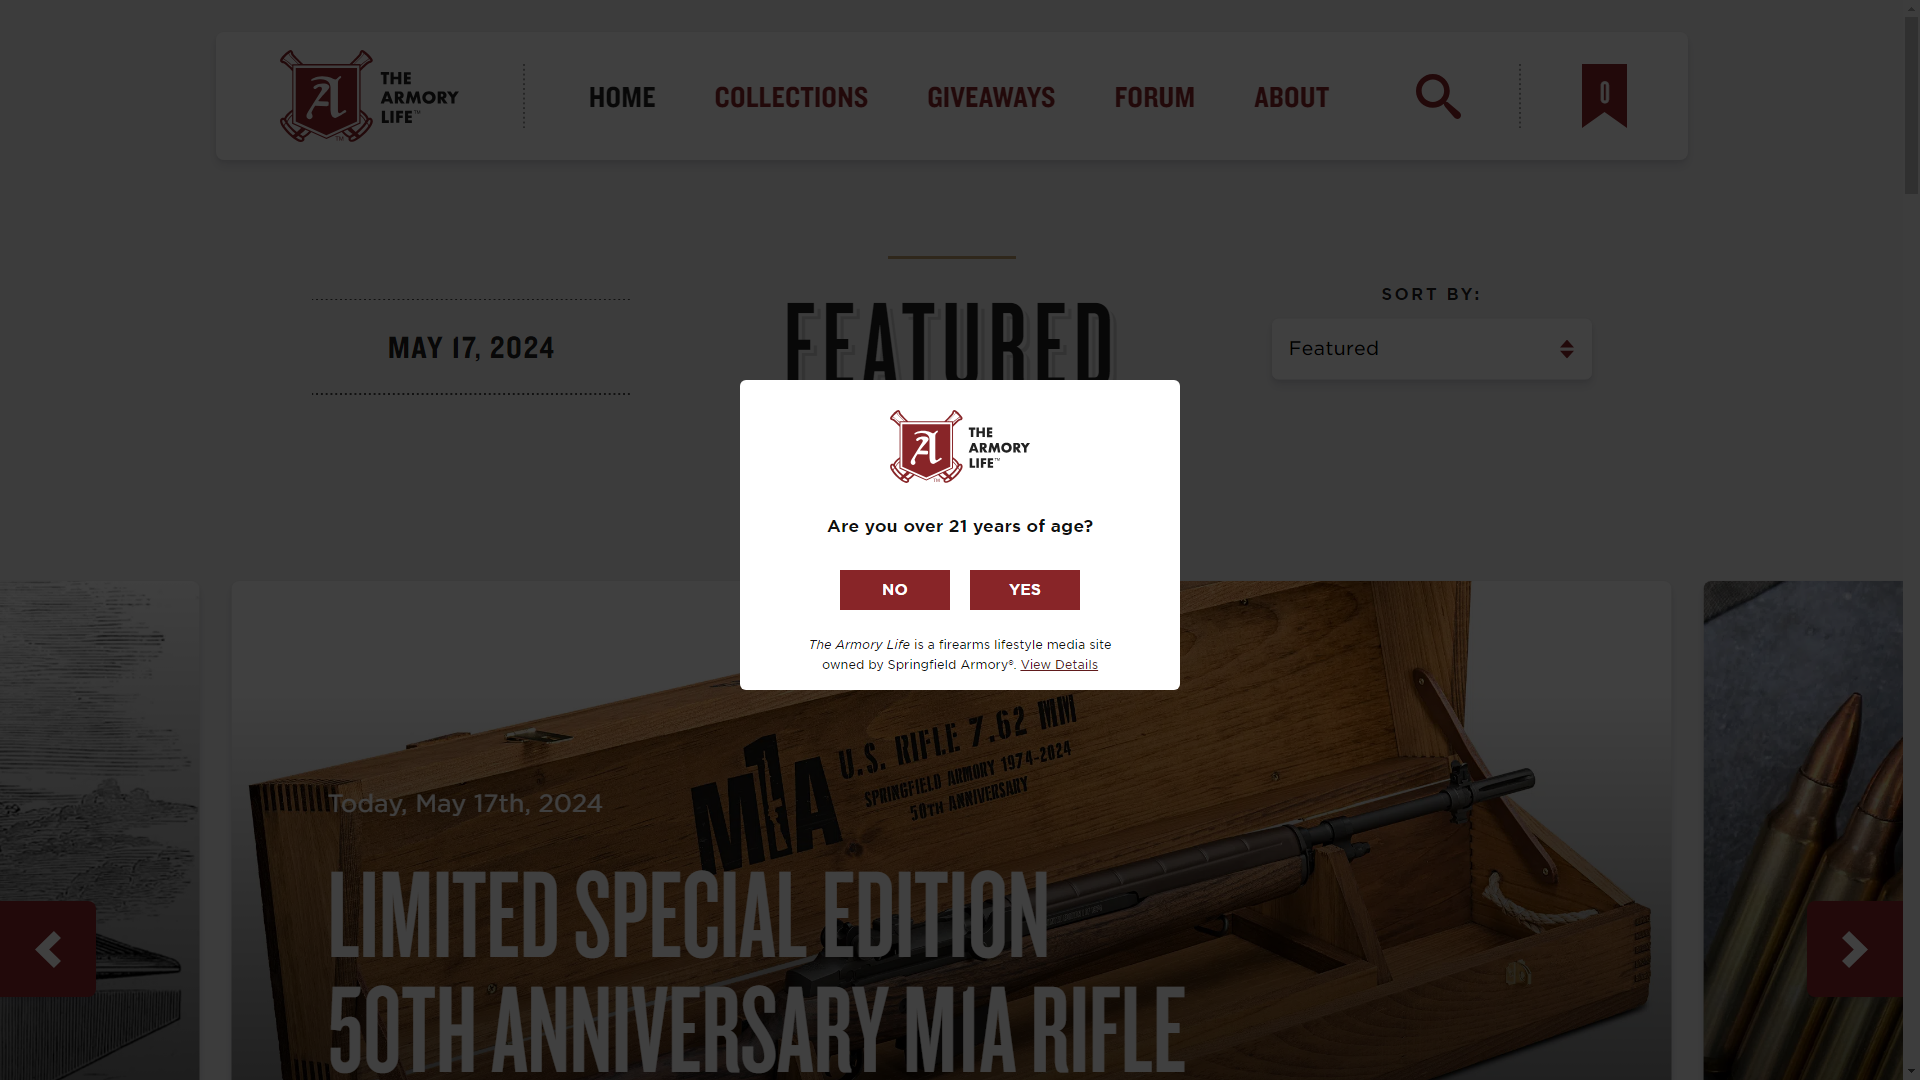 THE
ARMORY
LIFE™
HOME
COLLECTIONS
GIVEAWAYS
FORUM
ABOUT
0
MAY 17, 2024
FEATURED
SORT BY:
Featured
A
THE
ARMORY
LIFE™
Are you over 21 years of age?
NO
YES
The Armory Life is a firearms lifestyle media site
owned by Springfield Armory®. View Details
M1A
U.S. RIFLE 7.62 MM
SPRINGFIELD ARMORY 1974-2024
50TH ANNIVERSARY
Today, May 17th, 2024
LIMITED SPECIAL EDITION
50TH ANNIVERSARY M1A RIFLE